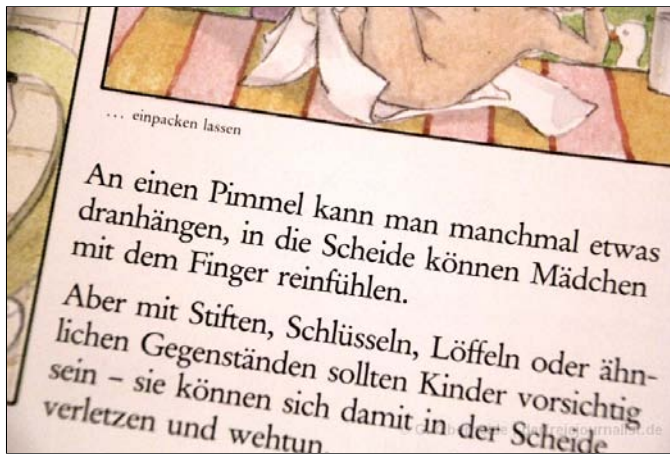 ... einpacken lassen
An einen Pimmel kann man manchmal etwas
dranhängen, in die Scheide können Mädchen
mit dem Finger reinfühlen.
Aber mit Stiften, Schlüsseln, Löffeln oder ähn-
lichen Gegenständen sollten Kinder vorsichtig
sein – sie können sich damit in der Scheide
verletzen und wehtun.